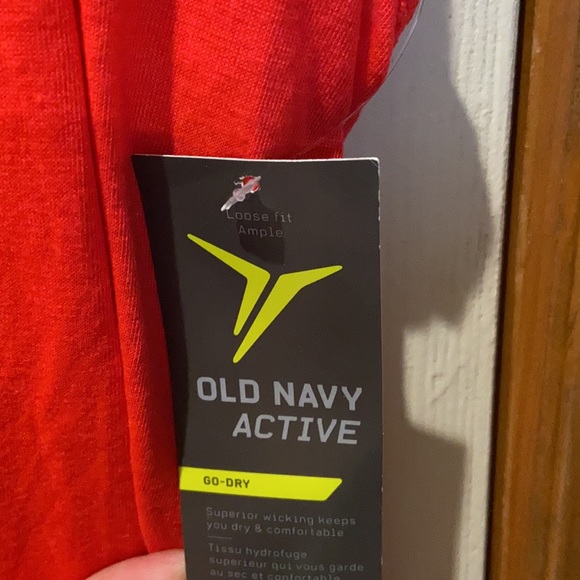 Loose fit
Ample
OLD NAVY
ACTIVE
GO-DRY
Superior wicking keeps
you dry & comfortable
Tissu hydrofuge
superieur qui vous garde
au sec et confortable